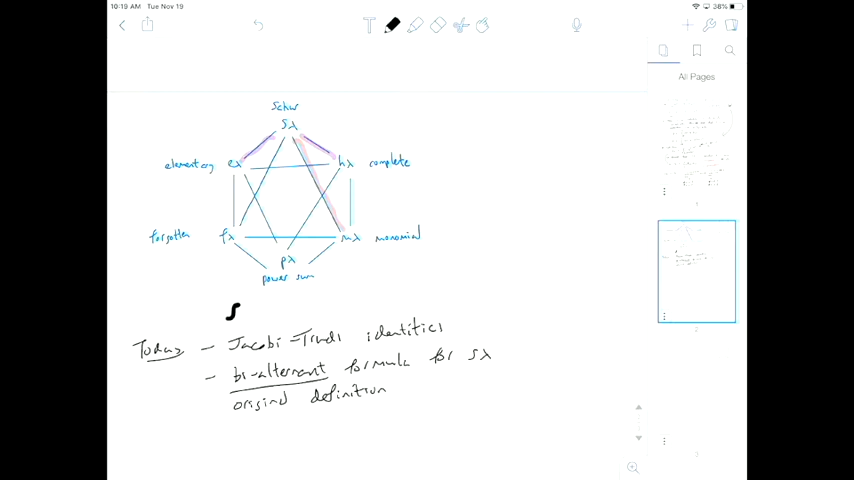 10:19 AM Tue Nov 19
38%
T
All Pages
Schur
sλ
elementary eλ hλ complete
forgotten fλ mλ monomial
pλ
power sum
s
Today - Jacobi-Trudi identities
- bi-alternant formula for sλ
original definition